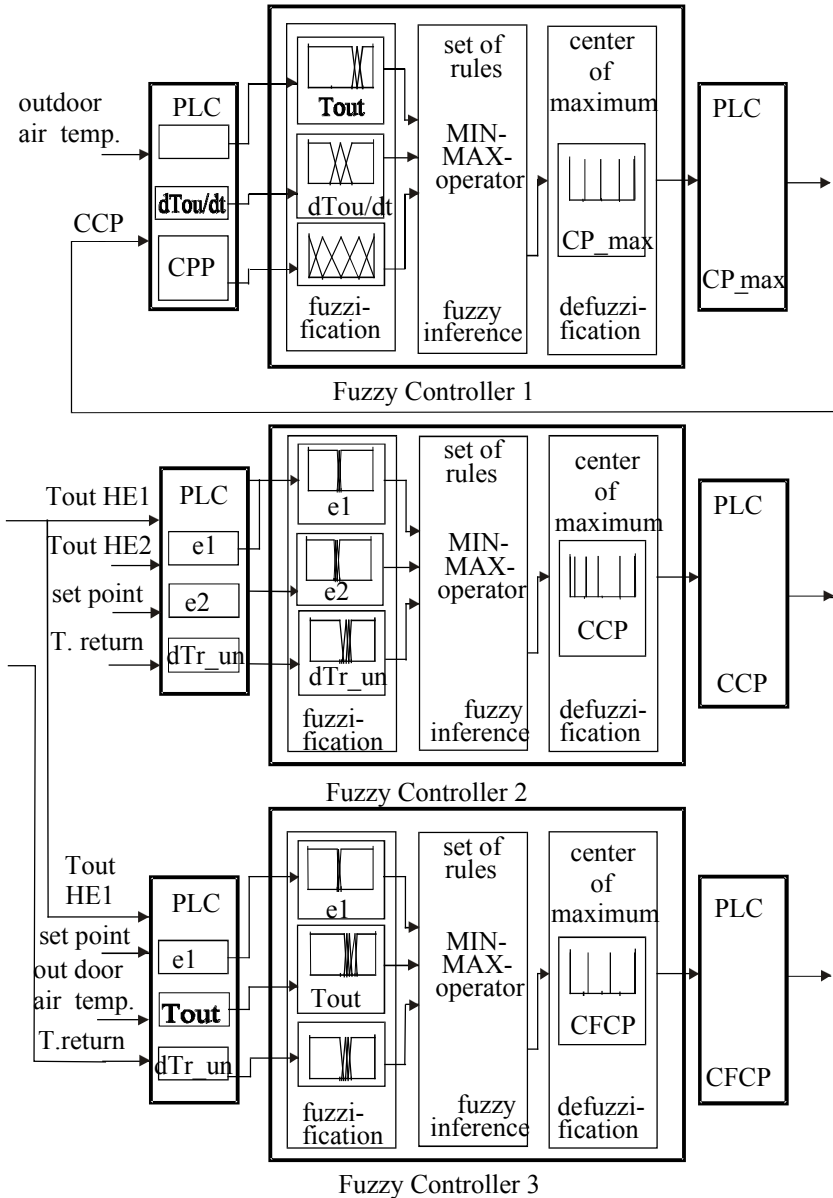 outdoor
air temp.
CCP
PLC
dTou/dt
CPP
Tout
dTou/dt
fuzzi-
fication
set of
rules
MIN-
MAX-
operator
fuzzy
inference
center
of
maximum
CP_max
defuzzi-
fication
PLC
CP_max
Fuzzy Controller 1
Tout HE1
Tout HE2
set point
T. return
PLC
e1
e2
dTr_un
e1
e2
dTr_un
fuzzi-
fication
set of
rules
MIN-
MAX-
operator
fuzzy
inference
center
of
maximum
CCP
defuzzi-
fication
PLC
CCP
Fuzzy Controller 2
Tout
HE1
set point
out door
air temp.
T.return
PLC
e1
Tout
dTr_un
e1
Tout
fuzzi-
fication
set of
rules
MIN-
MAX-
operator
fuzzy
inference
center
of
maximum
CFCP
defuzzi-
fication
PLC
CFCP
Fuzzy Controller 3